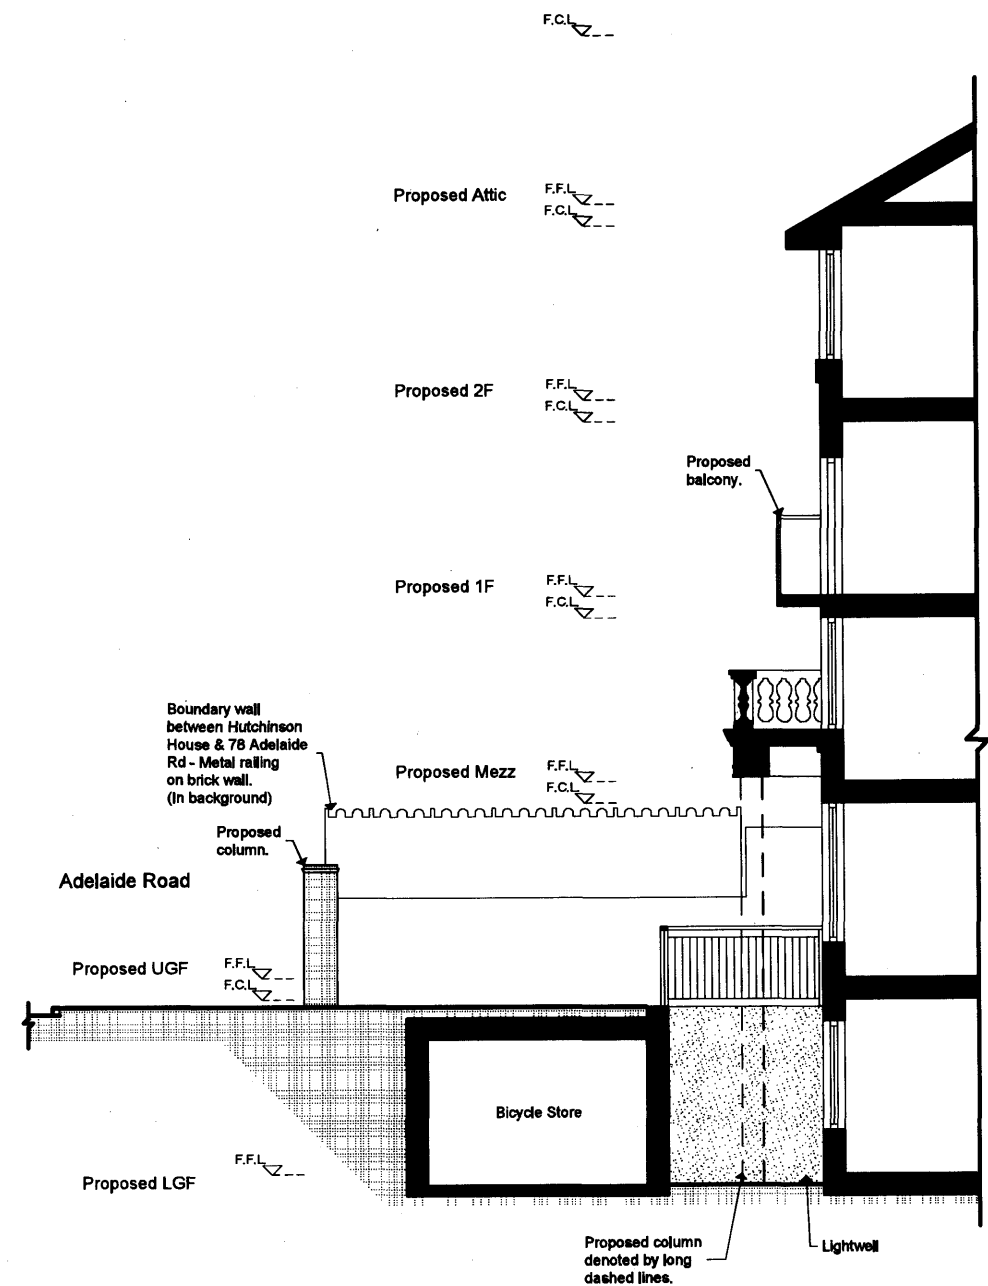 F.C.L
Proposed Attic
F.F.L
F.C.L
Proposed 2F
F.F.L
F.C.L
Proposed
balcony.
Proposed 1F
F.F.L
F.C.L
Boundary wall
between Hutchinson
House & 78 Adelaide
Rd - Metal railing
on brick wall.
(In background)
Proposed Mezz
F.F.L
F.C.L
Proposed
column.
Adelaide Road
Proposed UGF
F.F.L
F.C.L
Bicycle Store
F.F.L
Proposed LGF
Proposed column
denoted by long
dashed lines.
Lightwell